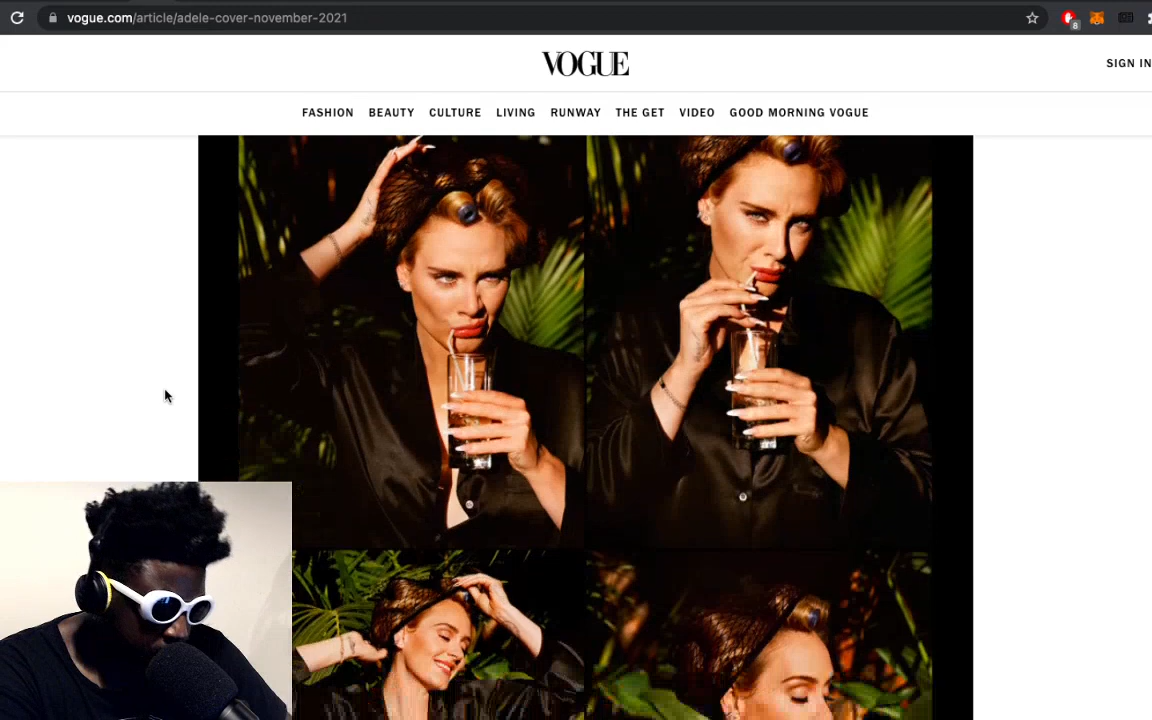 vogue.com/article/adele-cover-november-2021
8
VOGUE
SIGN IN
FASHION BEAUTY CULTURE LIVING RUNWAY THE GET VIDEO GOOD MORNING VOGUE